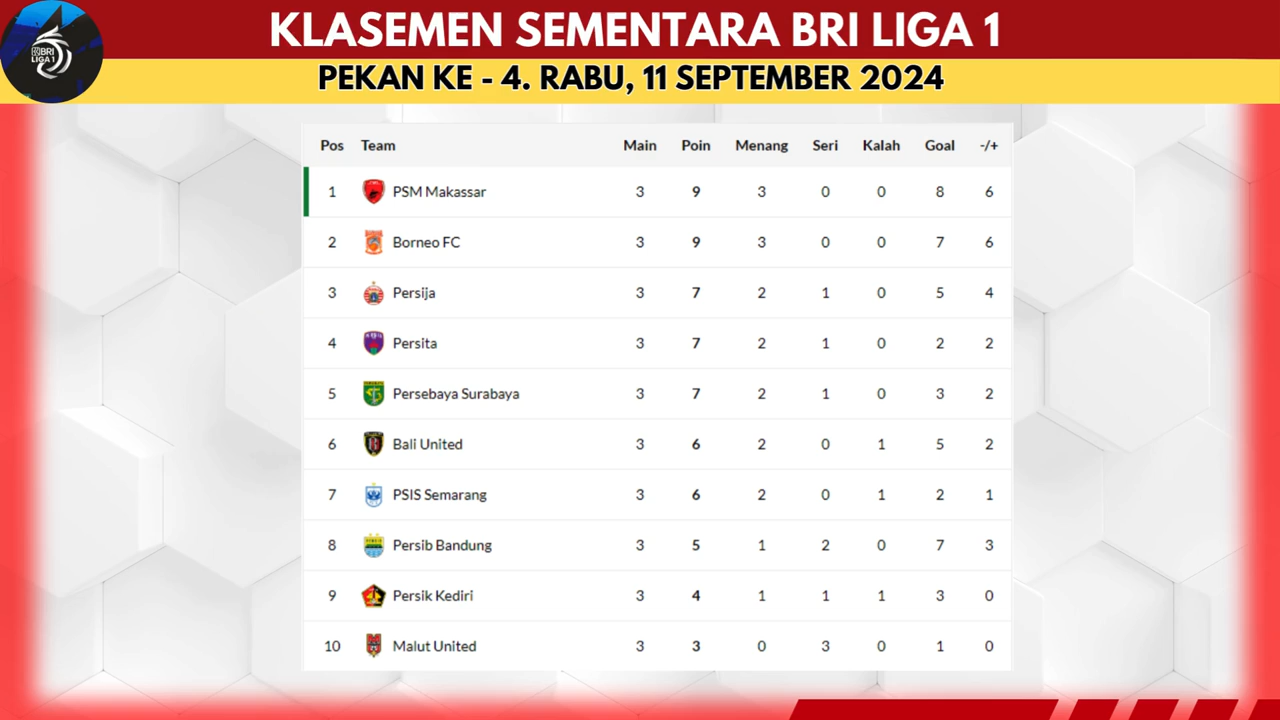 KLASEMEN SEMENTARA BRI LIGA 1
PEKAN KE - 4. RABU, 11 SEPTEMBER 2024
BRI
LIGA 1
Pos Team Main Poin Menang Seri Kalah Goal -/+
1 PSM Makassar 3 9 3 0 0 8 6
2 Borneo FC 3 9 3 0 0 7 6
3 Persija 3 7 2 1 0 5 4
4 Persita 3 7 2 1 0 2 2
5 Persebaya Surabaya 3 7 2 1 0 3 2
6 Bali United 3 6 2 0 1 5 2
7 PSIS Semarang 3 6 2 0 1 2 1
8 Persib Bandung 3 5 1 2 0 7 3
9 Persik Kediri 3 4 1 1 1 3 0
10 Malut United 3 3 0 3 0 1 0